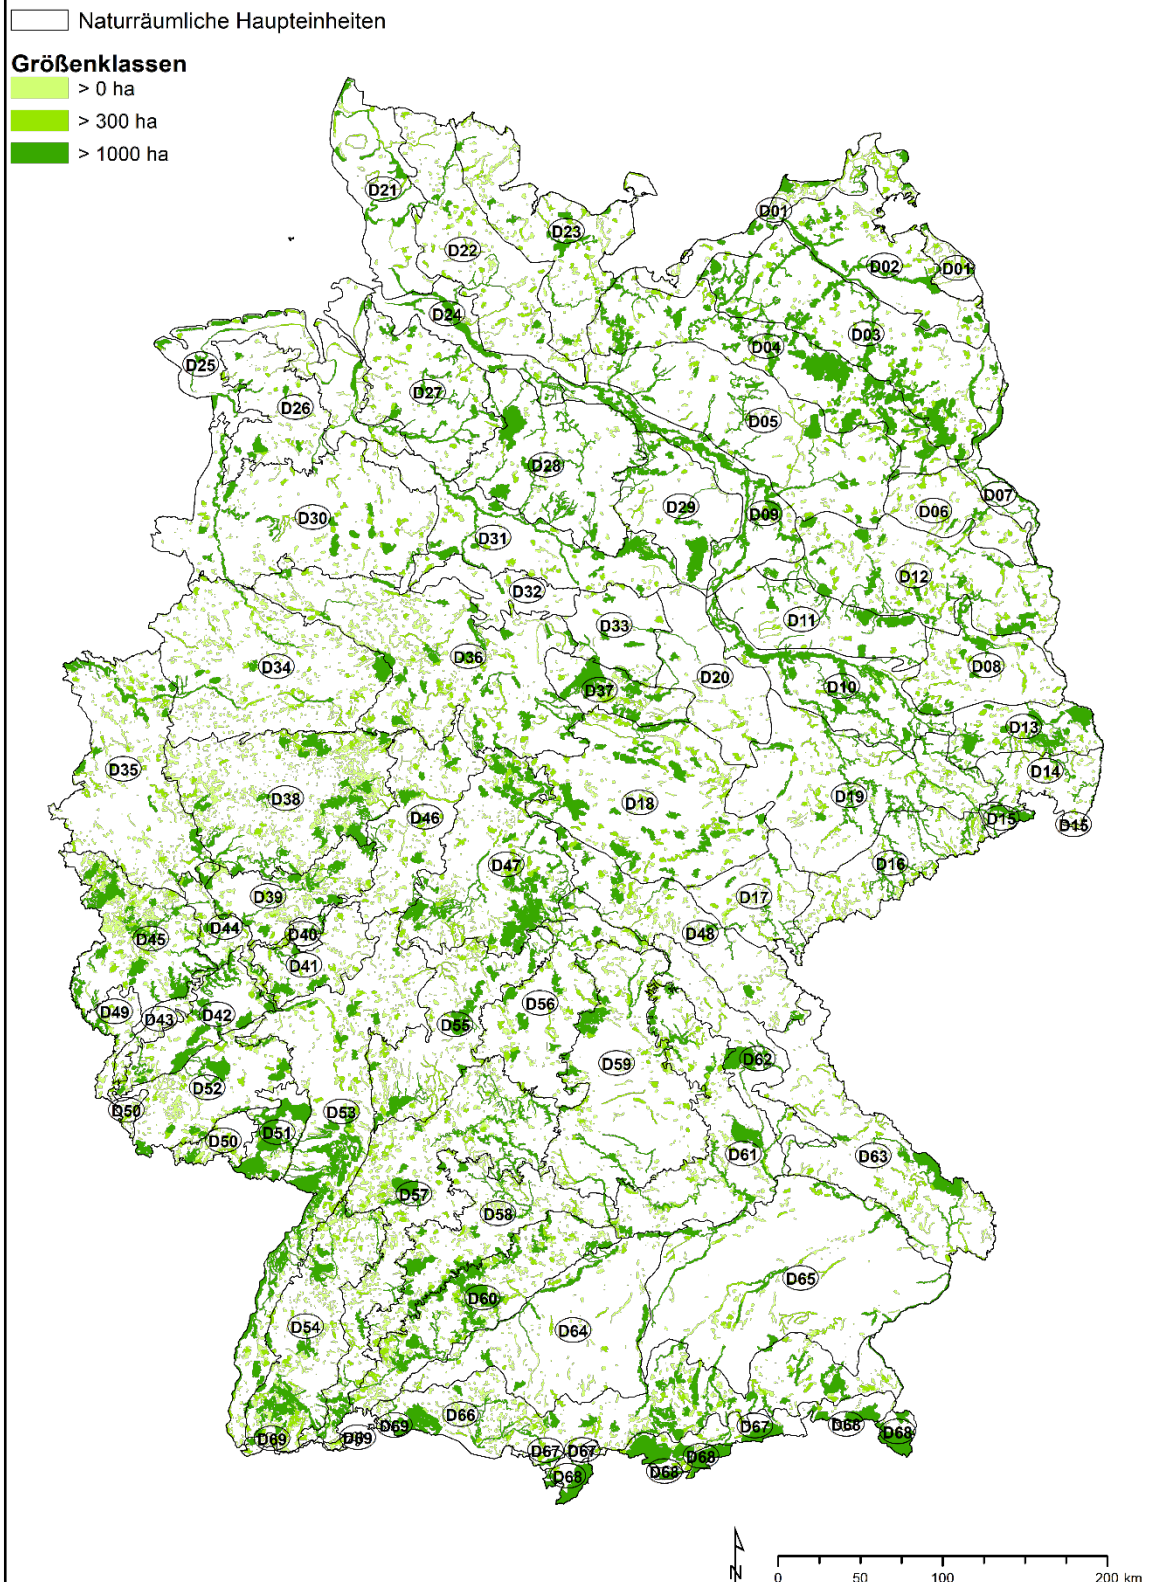 Naturräumliche Haupteinheiten
Größenklassen
> 0 ha
> 300 ha
> 1000 ha
D21
D01
D23
D22
D02
D01
D24
D03
D04
D25
D27
D26
D05
D28
D07
D29
D09
D06
D30
D31
D12
D32
D11
D33
D36
D34
D08
D20
D10
D37
D13
D35
D14
D38
D19
D18
D46
D15
D15
D47
D16
D39
D17
D44
D40
D48
D45
D41
D56
D49
D43
D42
D55
D62
D59
D52
D50
D53
D51
D50
D61
D63
D57
D58
D65
D60
D54
D64
D66
D69
D67
D68
D68
D69
D69
D67
D67
D68
D68
D68
N
0 50 100 200 km